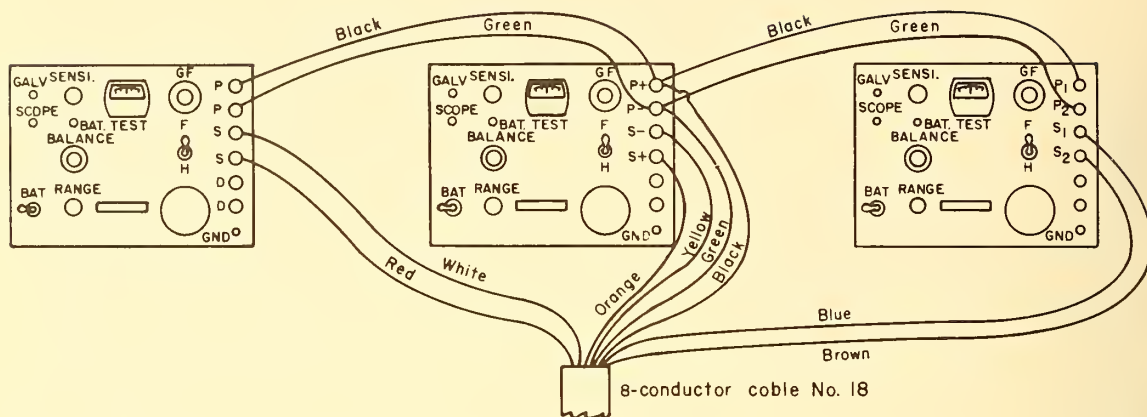 Black
Green
Black
Green
GALV SENSI.
GF
P
P
SCOPE
BAT. TEST
F
S
BALANCE
H
S
D
BAT RANGE
D
GND
GALV SENSI.
GF
P+
P-
SCOPE
BAT. TEST
F
S-
BALANCE
H
S+
BAT RANGE
GND
GALV SENSI.
GF
P1
P2
SCOPE
BAT. TEST
F
S1
BALANCE
H
S2
BAT RANGE
GND
Red
White
Orange
Yellow
Green
Black
Blue
Brown
8-conductor coble No. 18